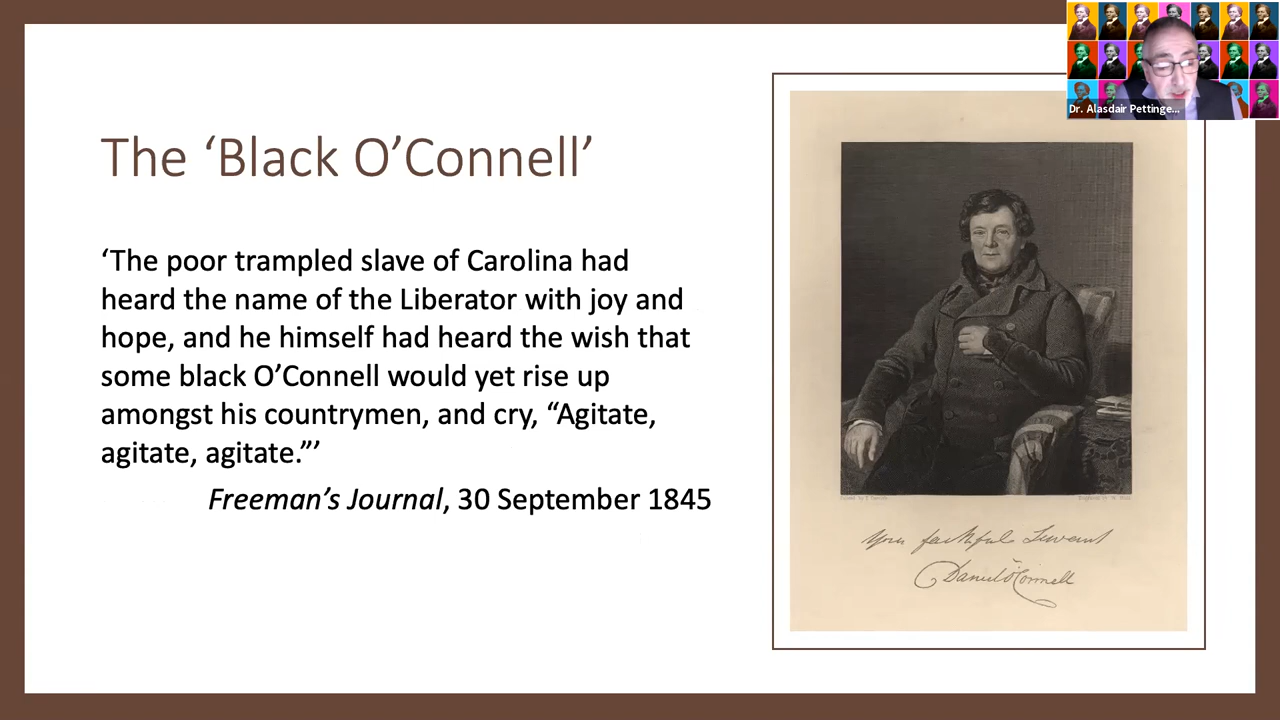 Dr. Alasdair Pettinge...
The ‘Black O’Connell’
‘The poor trampled slave of Carolina had
heard the name of the Liberator with joy and
hope, and he himself had heard the wish that
some black O’Connell would yet rise up
amongst his countrymen, and cry, “Agitate,
agitate, agitate.”’
Freeman’s Journal, 30 September 1845
Your faithful Servant
Daniel O'Connell